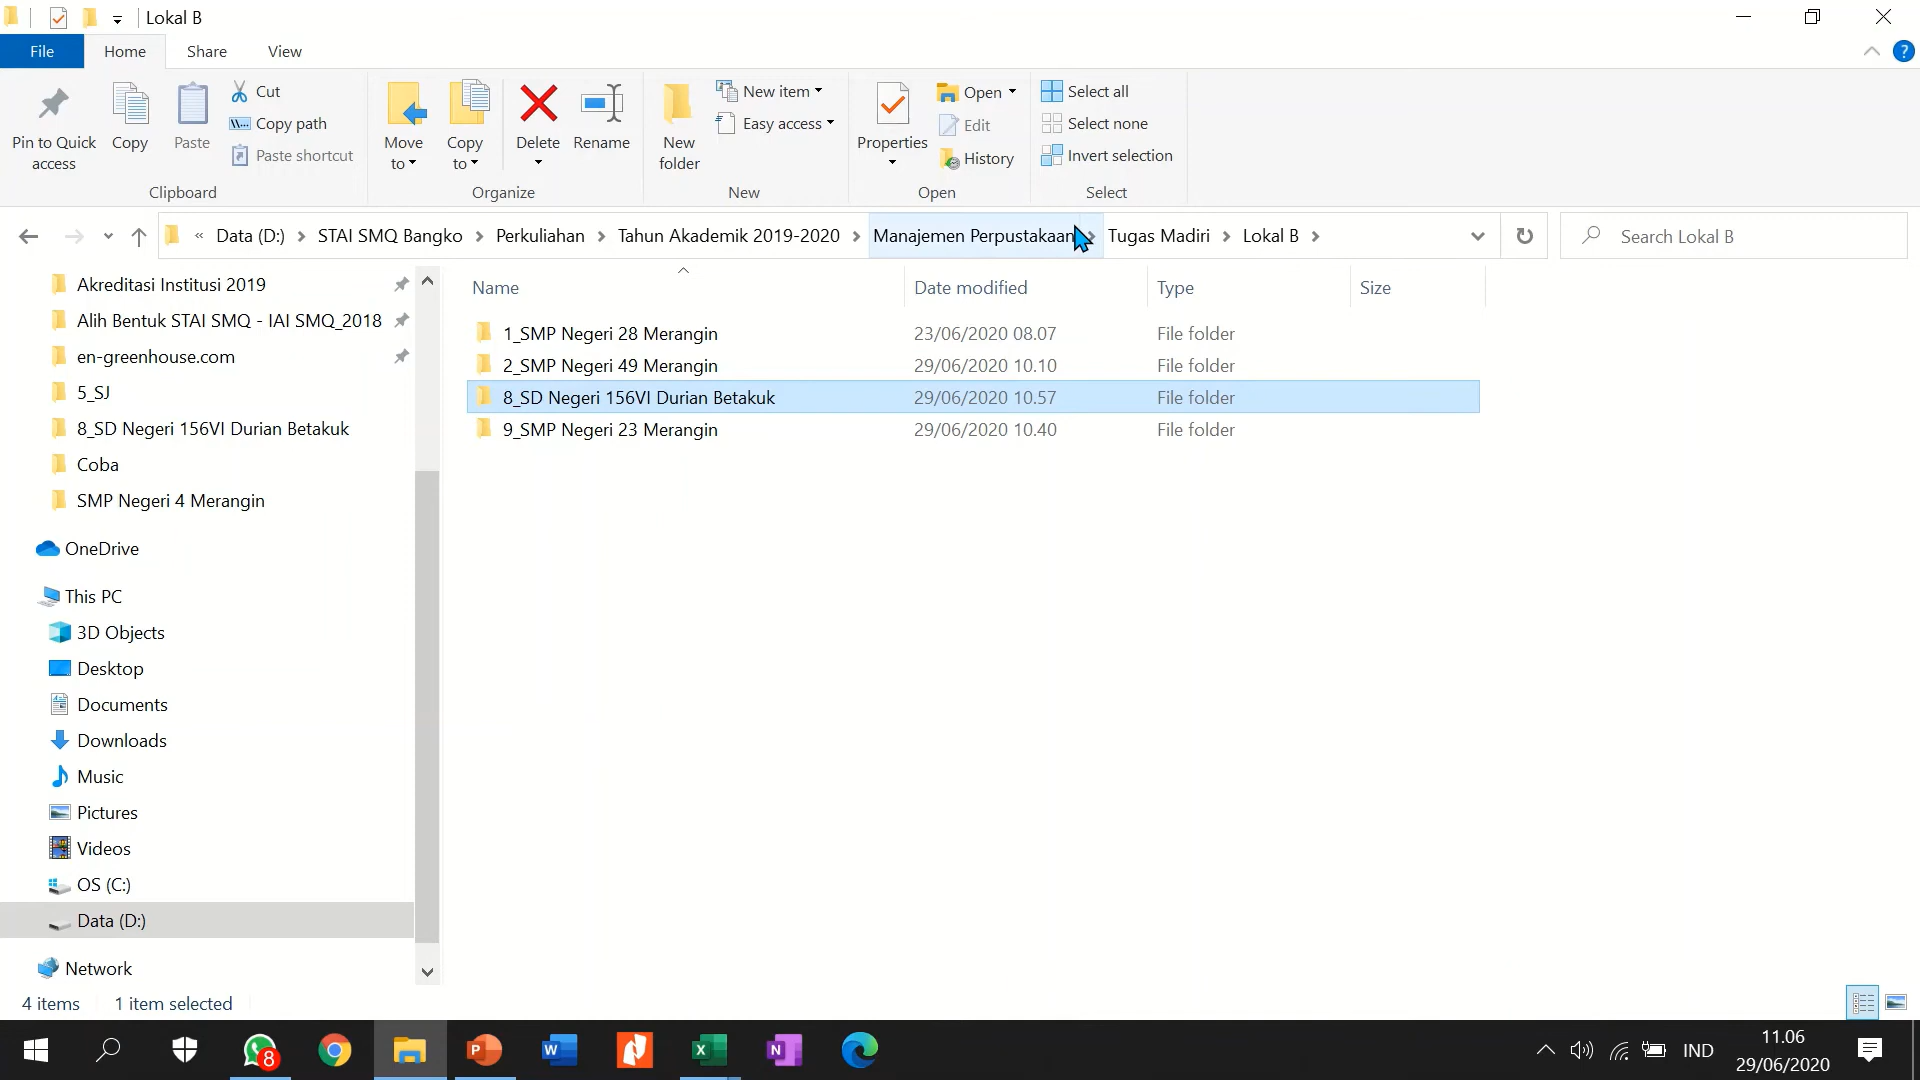 Lokal B
File Home Share View
Pin to Quick access
Copy
Paste
Cut
Copy path
Paste shortcut
Clipboard
Move to
Copy to
Delete
Rename
Organize
New folder
New item
Easy access
New
Properties
Open
Edit
History
Open
Select all
Select none
Invert selection
Select
« Data (D:) > STAI SMQ Bangko > Perkuliahan > Tahun Akademik 2019-2020 > Manajemen Perpustakaan > Tugas Madiri > Lokal B >
Search Lokal B
Akreditasi Institusi 2019
Alih Bentuk STAI SMQ - IAI SMQ_2018
en-greenhouse.com
5_SJ
8_SD Negeri 156VI Durian Betakuk
Coba
SMP Negeri 4 Merangin
OneDrive
This PC
3D Objects
Desktop
Documents
Downloads
Music
Pictures
Videos
OS (C:)
Data (D:)
Network
Name Date modified Type Size
1_SMP Negeri 28 Merangin 23/06/2020 08.07 File folder
2_SMP Negeri 49 Merangin 29/06/2020 10.10 File folder
8_SD Negeri 156VI Durian Betakuk 29/06/2020 10.57 File folder
9_SMP Negeri 23 Merangin 29/06/2020 10.40 File folder
4 items 1 item selected
8
IND
11.06
29/06/2020